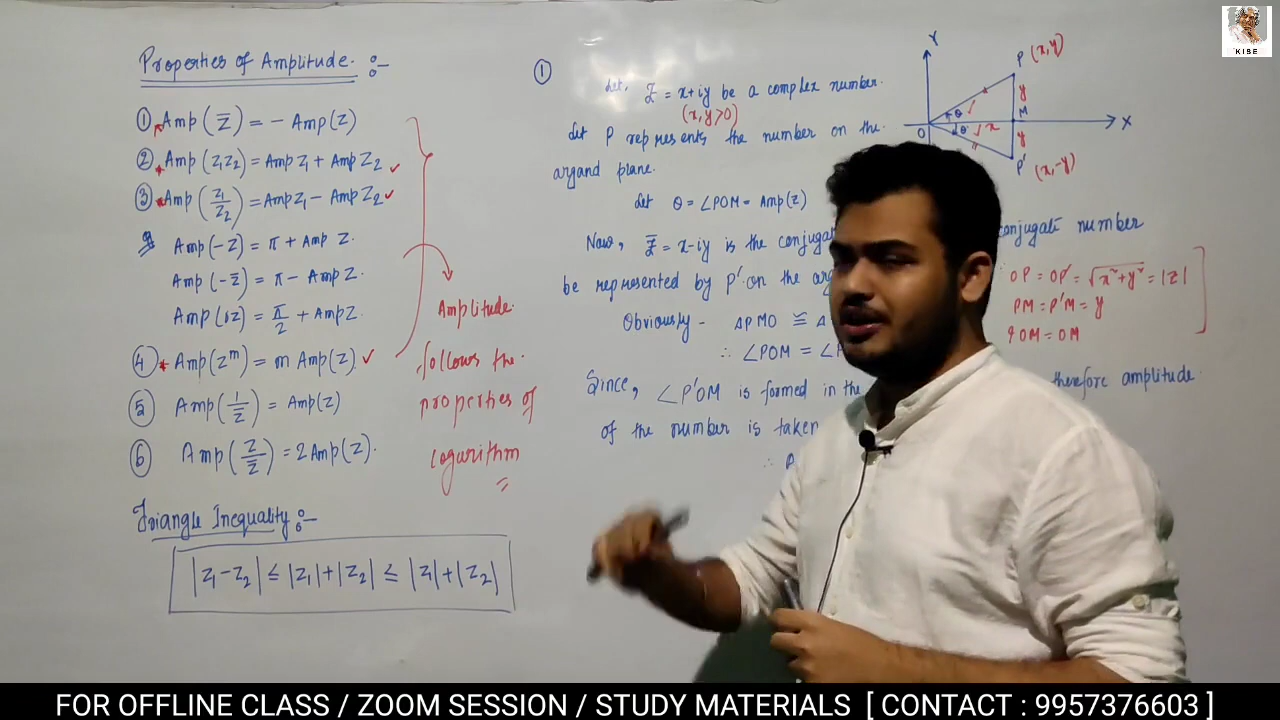 Properties of Amplitude :-
① Amp(z̅) = - Amp(z)
② Amp(z₁z₂) = Amp z₁ + Amp z₂ ✓
③ Amp(z₁/z₂) = Amp z₁ - Amp z₂ ✓
Amp(-z) = π + Amp z.
Amp(-z̅) = π - Amp z.
Amp(iz) = π/2 + Amp z.
④ Amp(zᵐ) = m Amp(z). ✓
⑤ Amp(1/z̅) = Amp(z)
⑥ Amp(z/z̅) = 2Amp(z).
Amplitude
follows the
properties of
logarithm
Triangle Inequality :-
|z₁-z₂| ≤ |z₁|+|z₂| ≤ |z₁|+|z₂|
①
Let, z = x+iy be a complex number.
(x,y>0)
Let P represents the number on the
argand plane.
Let θ = ∠POM = Amp(z)
Now, z̅ = x-iy is the conjugate conjugate number
be represented by P' on the
Obviously - ΔPMO ≅ Δ
∴ ∠POM = ∠
Since, ∠P'OM is formed in the therefore amplitude
of the number is taken
∴
Y
P (x,y)
y
θ
M
X
O
θ
x
y
P' (x,-y)
OP = OP' = √x²+y² = |z|
PM = P'M = y
OM = OM
KISE
FOR OFFLINE CLASS / ZOOM SESSION / STUDY MATERIALS [ CONTACT : 9957376603 ]